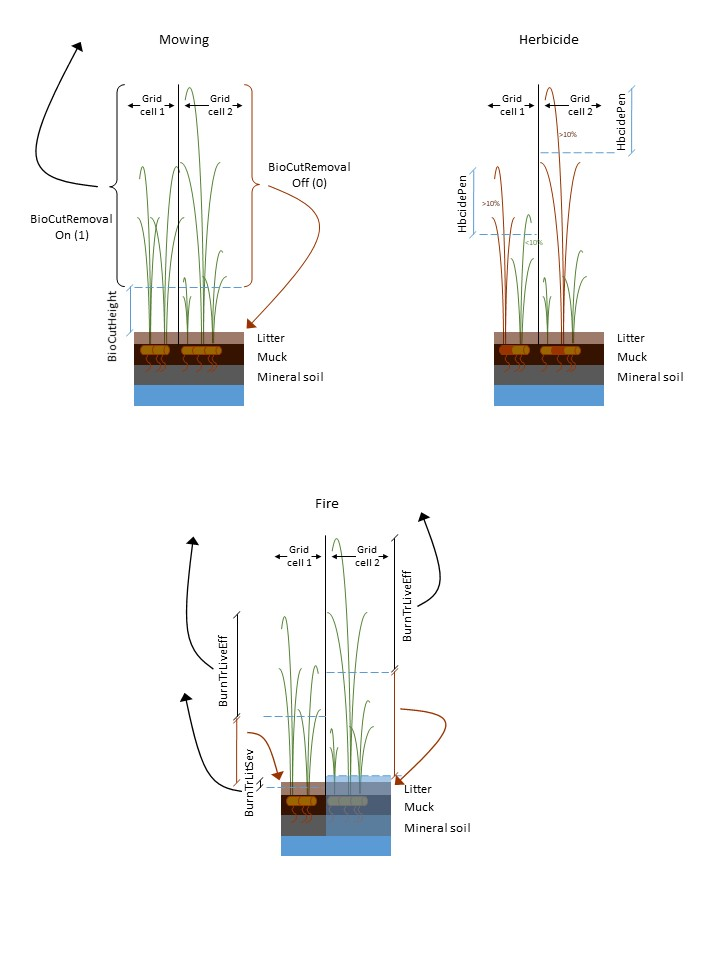 Mowing
Grid
cell 1
Grid
cell 2
BioCutRemoval
Off (0)
BioCutRemoval
On (1)
BioCutHeight
Litter
Muck
Mineral soil
Herbicide
Grid
cell 1
Grid
cell 2
HbcidePen
>10%
HbcidePen
>10%
<10%
Litter
Muck
Mineral soil
Fire
Grid
cell 1
Grid
cell 2
BurnTrLiveEff
BurnTrLiveEff
BurnTrLitSev
Litter
Muck
Mineral soil